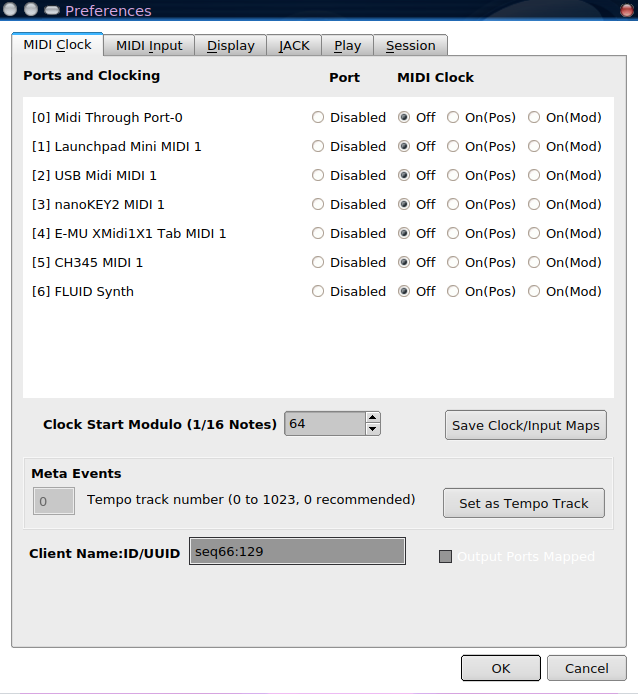 Preferences
MIDI Clock MIDI Input Display JACK Play Session
Ports and Clocking Port MIDI Clock
[0] Midi Through Port-0 Disabled Off On(Pos) On(Mod)
[1] Launchpad Mini MIDI 1 Disabled Off On(Pos) On(Mod)
[2] USB Midi MIDI 1 Disabled Off On(Pos) On(Mod)
[3] nanoKEY2 MIDI 1 Disabled Off On(Pos) On(Mod)
[4] E-MU XMidi1X1 Tab MIDI 1 Disabled Off On(Pos) On(Mod)
[5] CH345 MIDI 1 Disabled Off On(Pos) On(Mod)
[6] FLUID Synth Disabled Off On(Pos) On(Mod)
Clock Start Modulo (1/16 Notes) 64 Save Clock/Input Maps
Meta Events
0 Tempo track number (0 to 1023, 0 recommended) Set as Tempo Track
Client Name:ID/UUID seq66:129 Output Ports Mapped
OK Cancel